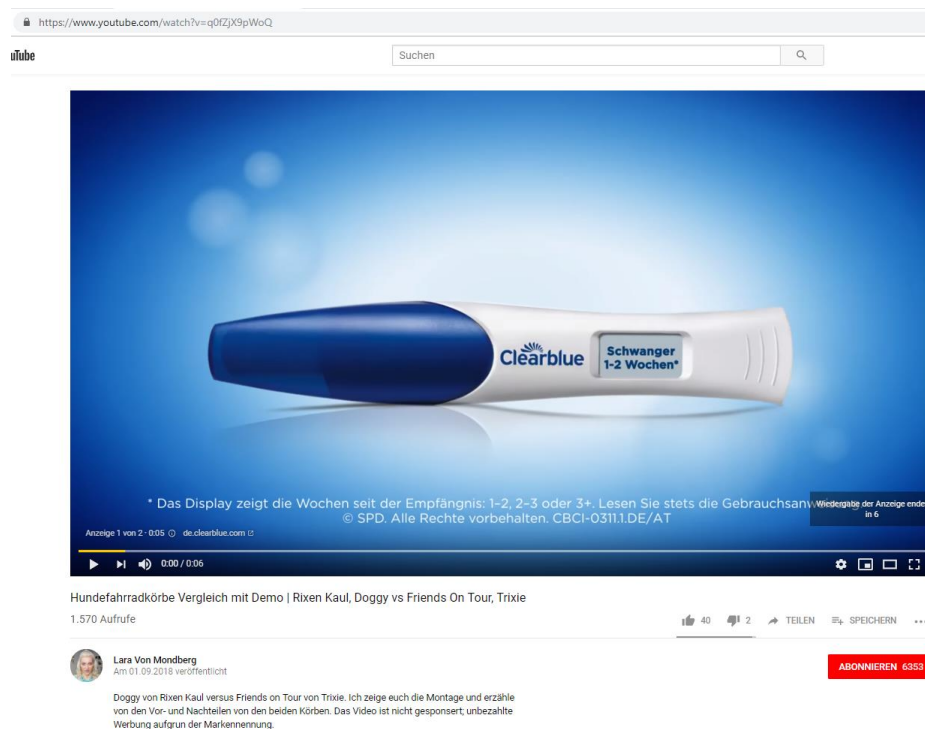 https://www.youtube.com/watch?v=q0fZjX9pWoQ
uTube
Suchen
Clearblue
Schwanger
1-2 Wochen*
* Das Display zeigt die Wochen seit der Empfängnis: 1–2, 2–3 oder 3+. Lesen Sie stets die
© SPD. Alle Rechte vorbehalten. CBCI-0311.1.DE/AT
Wiedergabe der Anzeige ende
in 6
Anzeige 1 von 2 · 0:05
de.clearblue.com
0:00 / 0:06
Hundefahrradkörbe Vergleich mit Demo | Rixen Kaul, Doggy vs Friends On Tour, Trixie
1.570 Aufrufe
40
2
TEILEN
SPEICHERN
Lara Von Mondberg
Am 01.09.2018 veröffentlicht
ABONNIEREN 6353
Doggy von Rixen Kaul versus Friends on Tour von Trixie. Ich zeige euch die Montage und erzähle
von den Vor- und Nachteilen von den beiden Körben. Das Video ist nicht gesponsert; unbezahlte
Werbung aufgrun der Markennennung.